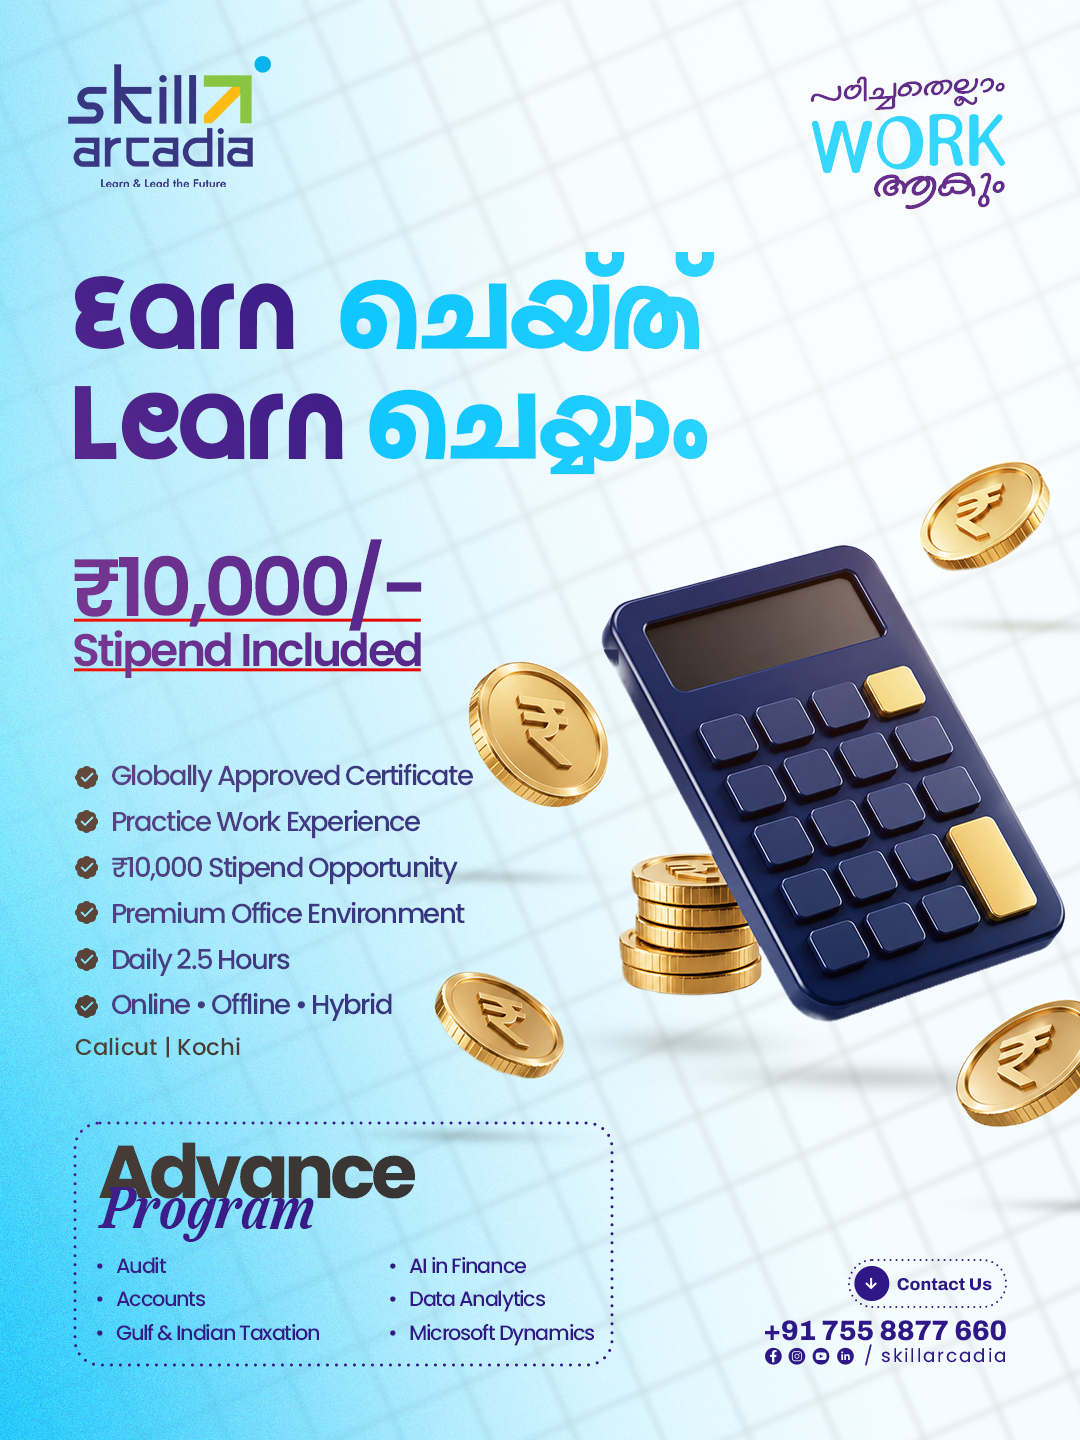 skill
arcadia
Learn & Lead the Future
പഠിച്ചതെല്ലാം
WORK
ആകും
Earn ചെയ്ത്
Learn ചെയ്യാം
₹10,000/-
Stipend Included
Globally Approved Certificate
Practice Work Experience
₹10,000 Stipend Opportunity
Premium Office Environment
Daily 2.5 Hours
Online • Offline • Hybrid
Calicut | Kochi
Advance
Program
• Audit
• Accounts
• Gulf & Indian Taxation
• AI in Finance
• Data Analytics
• Microsoft Dynamics
Contact Us
+91 755 8877 660
/ skillarcadia